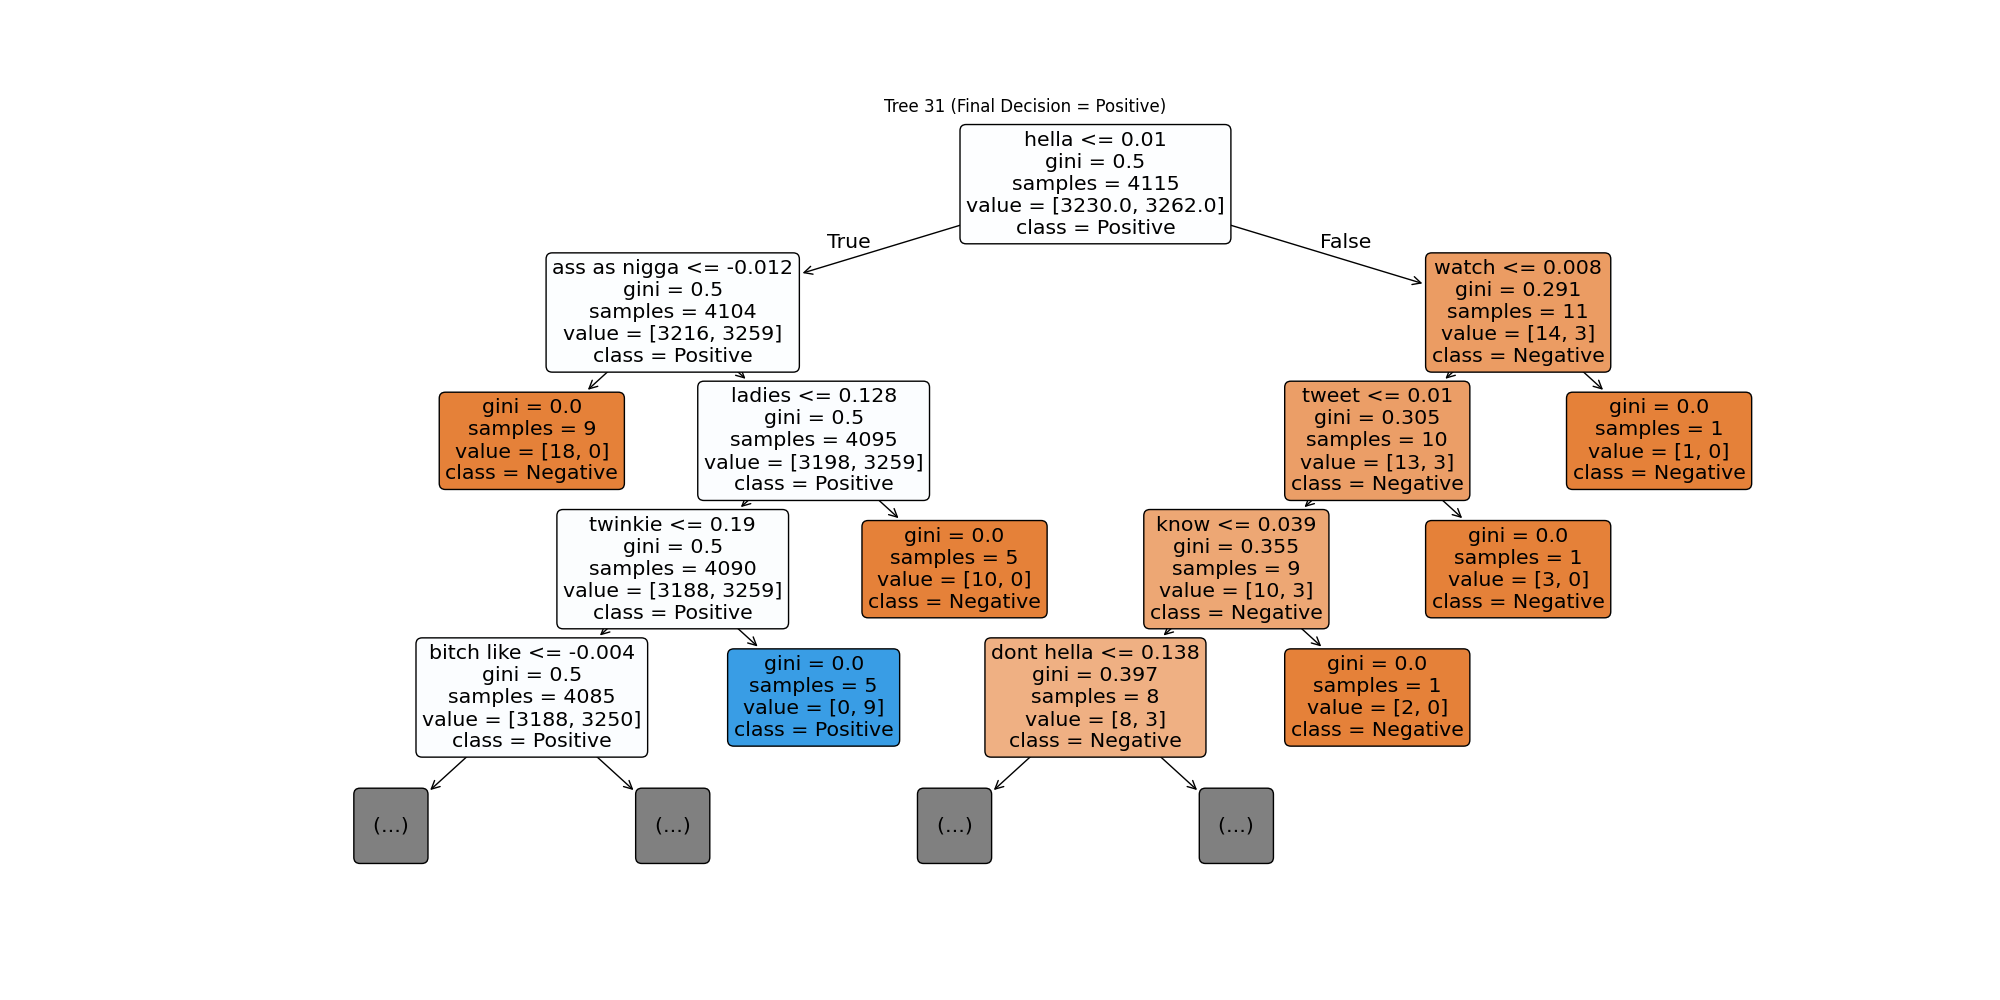 Tree 31 (Final Decision = Positive)
hella <= 0.01
gini = 0.5
samples = 4115
value = [3230.0, 3262.0]
class = Positive
True
False
ass as nigga <= -0.012
gini = 0.5
samples = 4104
value = [3216, 3259]
class = Positive
watch <= 0.008
gini = 0.291
samples = 11
value = [14, 3]
class = Negative
gini = 0.0
samples = 9
value = [18, 0]
class = Negative
ladies <= 0.128
gini = 0.5
samples = 4095
value = [3198, 3259]
class = Positive
tweet <= 0.01
gini = 0.305
samples = 10
value = [13, 3]
class = Negative
gini = 0.0
samples = 1
value = [1, 0]
class = Negative
twinkie <= 0.19
gini = 0.5
samples = 4090
value = [3188, 3259]
class = Positive
gini = 0.0
samples = 5
value = [10, 0]
class = Negative
know <= 0.039
gini = 0.355
samples = 9
value = [10, 3]
class = Negative
gini = 0.0
samples = 1
value = [3, 0]
class = Negative
bitch like <= -0.004
gini = 0.5
samples = 4085
value = [3188, 3250]
class = Positive
gini = 0.0
samples = 5
value = [0, 9]
class = Positive
dont hella <= 0.138
gini = 0.397
samples = 8
value = [8, 3]
class = Negative
gini = 0.0
samples = 1
value = [2, 0]
class = Negative
(...)
(...)
(...)
(...)